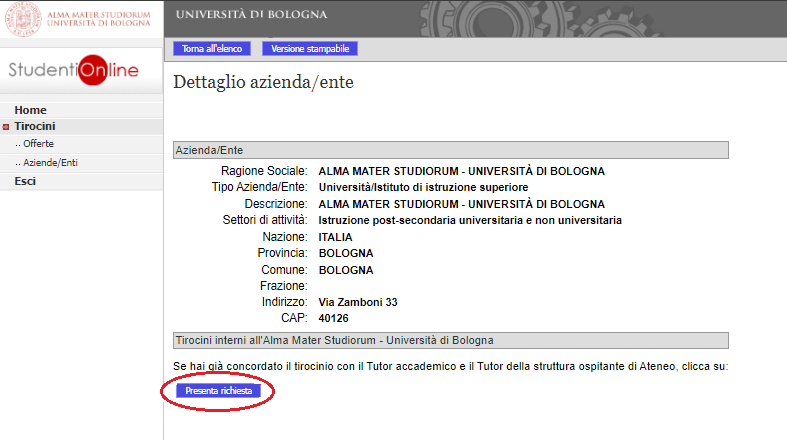 ALMA MATER STUDIORUM
UNIVERSITÀ DI BOLOGNA
UNIVERSITÀ DI BOLOGNA
StudentiOnline
Home
Tirocini
.. Offerte
.. Aziende/Enti
Esci
Torna all'elenco Versione stampabile
Dettaglio azienda/ente
Azienda/Ente
Ragione Sociale: ALMA MATER STUDIORUM - UNIVERSITÀ DI BOLOGNA
Tipo Azienda/Ente: Università/Istituto di istruzione superiore
Descrizione: ALMA MATER STUDIORUM - UNIVERSITÀ DI BOLOGNA
Settori di attività: Istruzione post-secondaria universitaria e non universitaria
Nazione: ITALIA
Provincia: BOLOGNA
Comune: BOLOGNA
Frazione:
Indirizzo: Via Zamboni 33
CAP: 40126
Tirocini interni all'Alma Mater Studiorum - Università di Bologna
Se hai già concordato il tirocinio con il Tutor accademico e il Tutor della struttura ospitante di Ateneo, clicca su:
Presenta richiesta